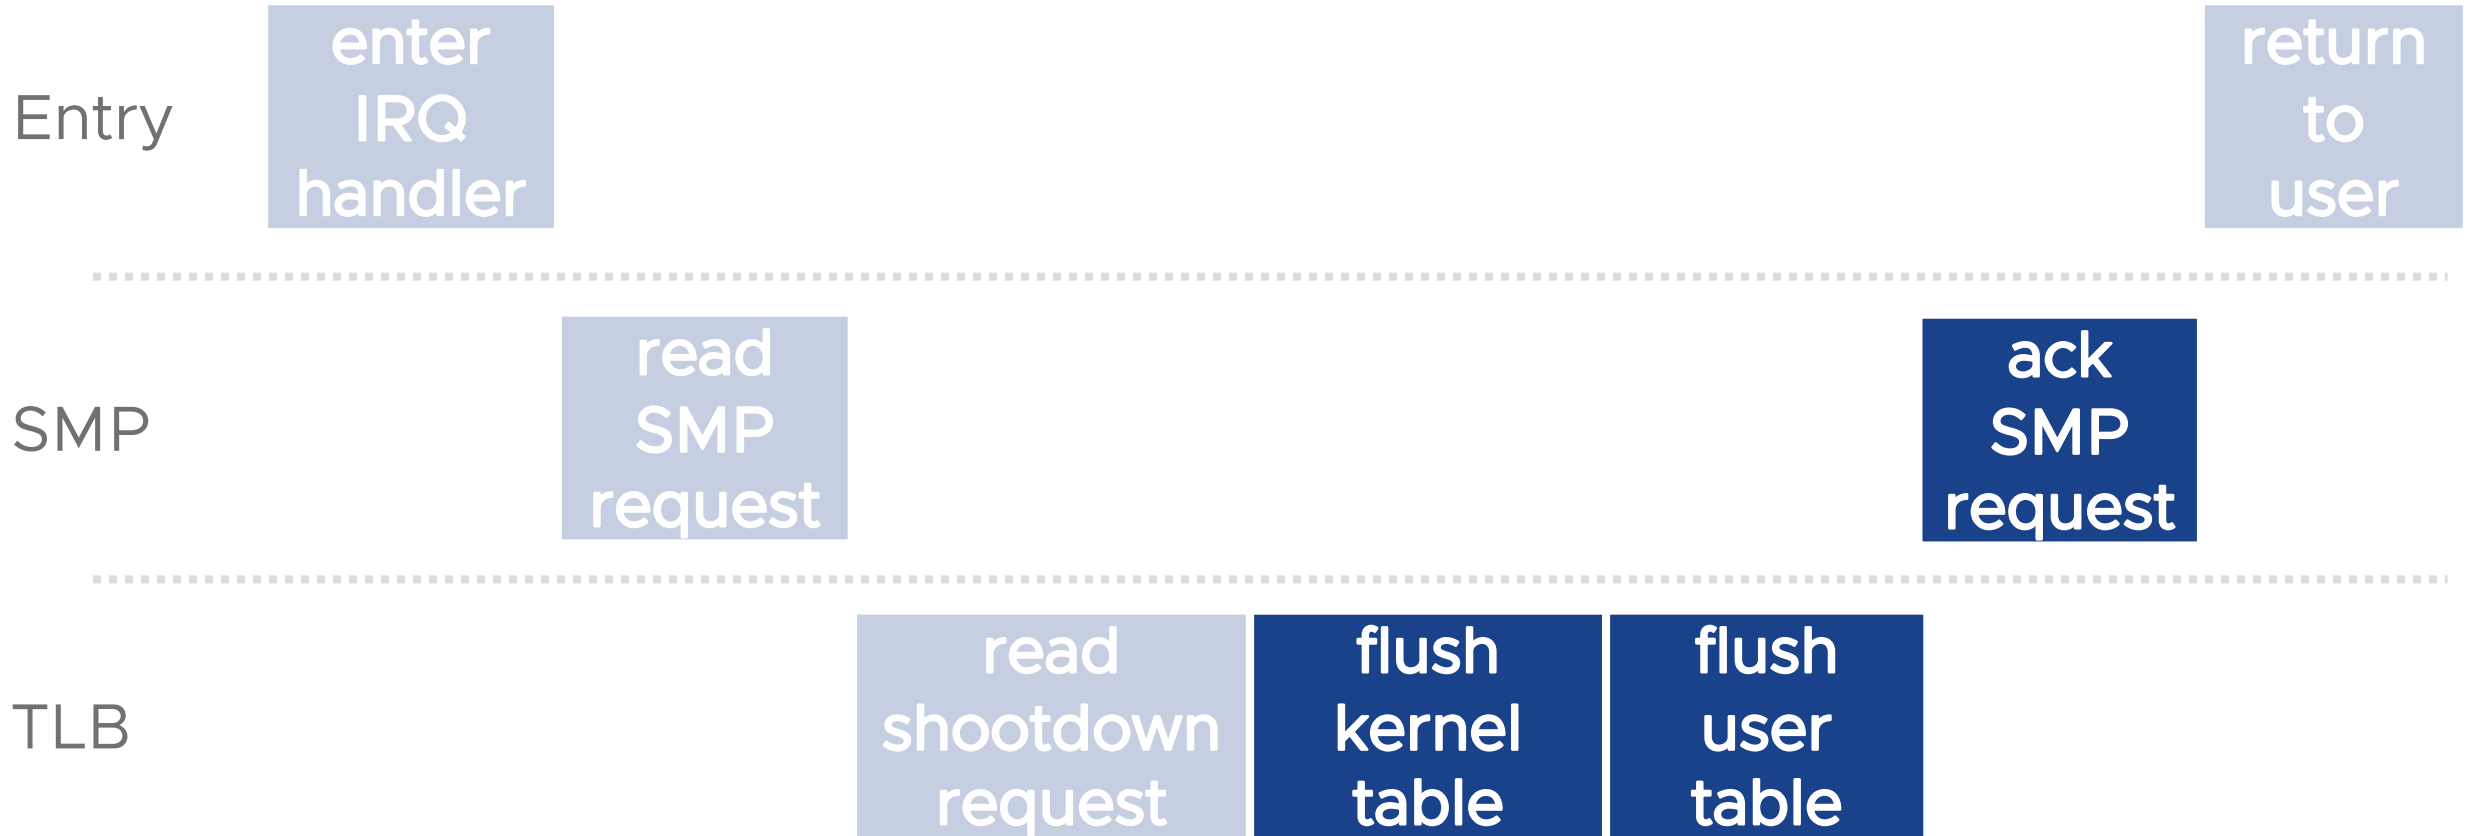 Entry
enter
IRQ
handler
return
to
user
SMP
read
SMP
request
ack
SMP
request
TLB
read
shootdown
request
flush
kernel
table
flush
user
table